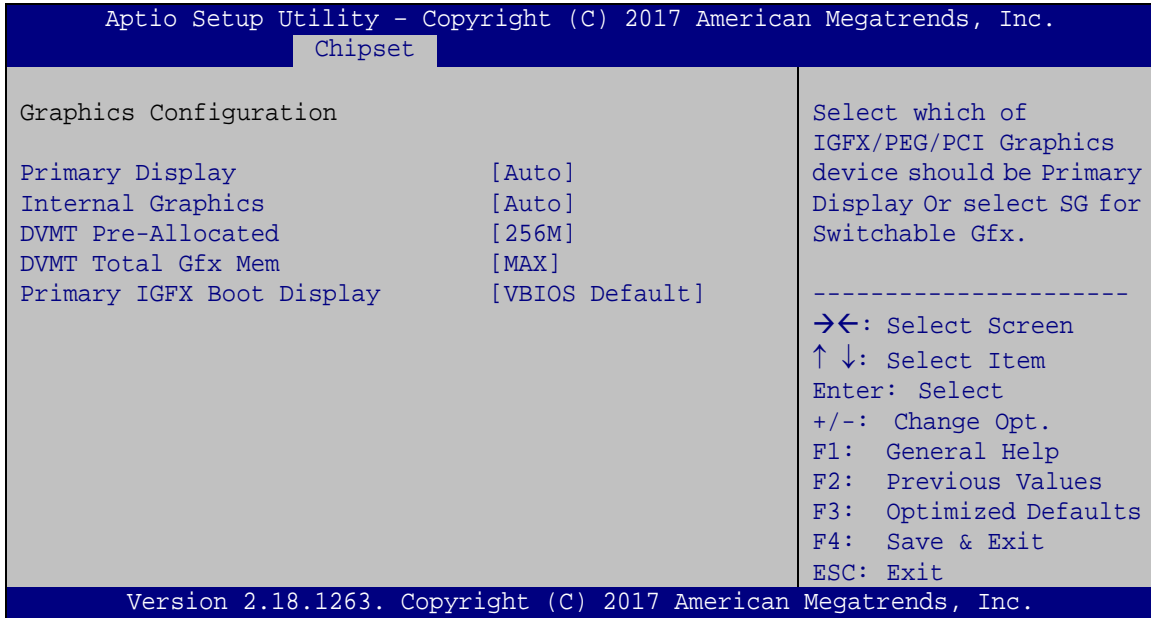 Aptio Setup Utility – Copyright (C) 2017 American Megatrends, Inc.
Chipset
Graphics Configuration
Primary Display [Auto]
Internal Graphics [Auto]
DVMT Pre-Allocated [256M]
DVMT Total Gfx Mem [MAX]
Primary IGFX Boot Display [VBIOS Default]
Select which of
IGFX/PEG/PCI Graphics
device should be Primary
Display Or select SG for
Switchable Gfx.
----------------------
→←: Select Screen
↑ ↓: Select Item
Enter: Select
+/-: Change Opt.
F1: General Help
F2: Previous Values
F3: Optimized Defaults
F4: Save & Exit
ESC: Exit
Version 2.18.1263. Copyright (C) 2017 American Megatrends, Inc.